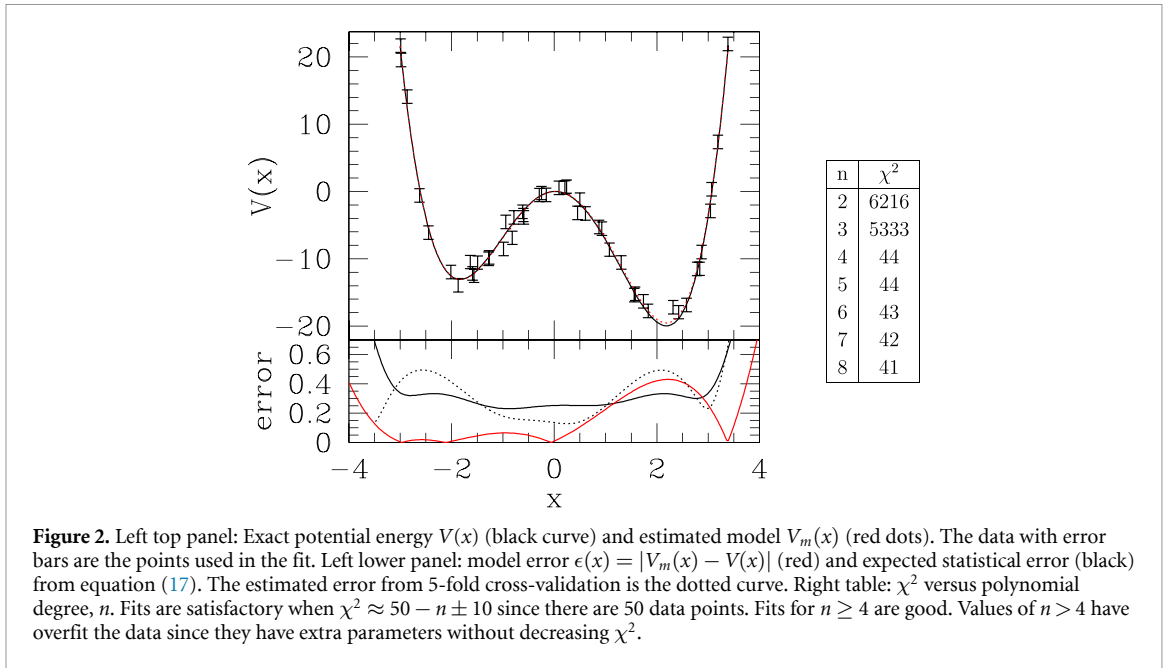 20
10
0
−10
−20
V(x)
0.6
0.4
0.2
0
error
−4 −2 0 2 4
x
n χ²
2 6216
3 5333
4 44
5 44
6 43
7 42
8 41
Figure 2. Left top panel: Exact potential energy V(x) (black curve) and estimated model Vₘ(x) (red dots). The data with error
bars are the points used in the fit. Left lower panel: model error ϵ(x) = |Vₘ(x) − V(x)| (red) and expected statistical error (black)
from equation (17). The estimated error from 5-fold cross-validation is the dotted curve. Right table: χ² versus polynomial
degree, n. Fits are satisfactory when χ² ≈ 50 − n ± 10 since there are 50 data points. Fits for n ≥ 4 are good. Values of n > 4 have
overfit the data since they have extra parameters without decreasing χ².